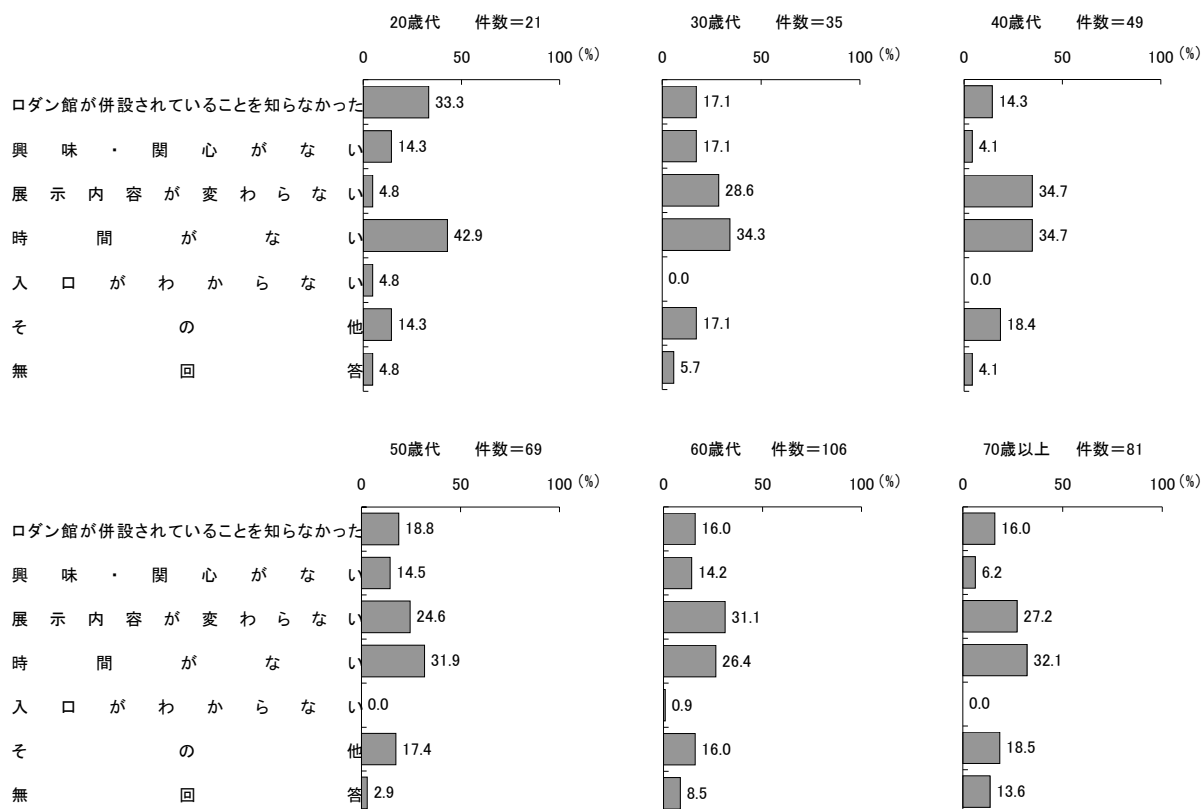 20歳代 件数＝21 30歳代 件数＝35 40歳代 件数＝49
0 50 100 (%) 0 50 100 (%) 0 50 100 (%)
ロダン館が併設されていることを知らなかった 33.3 17.1 14.3
興味・関心がない 14.3 17.1 4.1
展示内容が変わらない 4.8 28.6 34.7
時間がない 42.9 34.3 34.7
入口がわからない 4.8 0.0 0.0
その他 14.3 17.1 18.4
無回答 4.8 5.7 4.1
50歳代 件数＝69 60歳代 件数＝106 70歳以上 件数＝81
0 50 100 (%) 0 50 100 (%) 0 50 100 (%)
ロダン館が併設されていることを知らなかった 18.8 16.0 16.0
興味・関心がない 14.5 14.2 6.2
展示内容が変わらない 24.6 31.1 27.2
時間がない 31.9 26.4 32.1
入口がわからない 0.0 0.9 0.0
その他 17.4 16.0 18.5
無回答 2.9 8.5 13.6